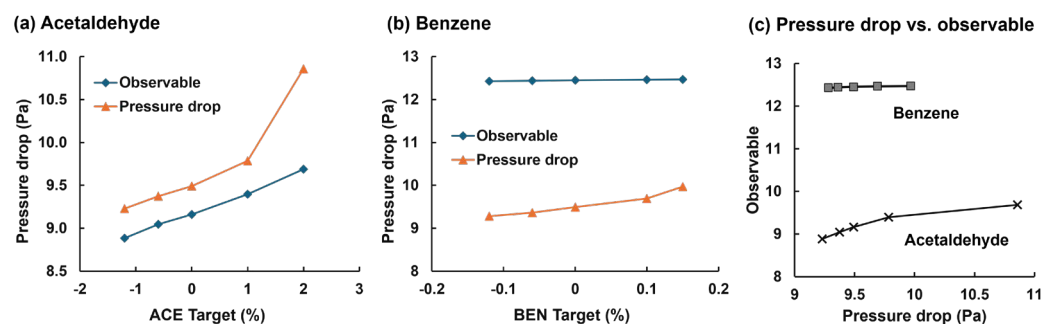 (a) Acetaldehyde
Pressure drop (Pa)
11.0
10.5
10.0
9.5
9.0
8.5
Observable
Pressure drop
-2
-1
0
1
2
3
ACE Target (%)
(b) Benzene
Pressure drop (Pa)
13
12
11
10
9
8
Observable
Pressure drop
-0.2
-0.1
0
0.1
0.2
BEN Target (%)
(c) Pressure drop vs. observable
Observable
13
12
11
10
9
8
Benzene
Acetaldehyde
9
9.5
10
10.5
11
Pressure drop (Pa)